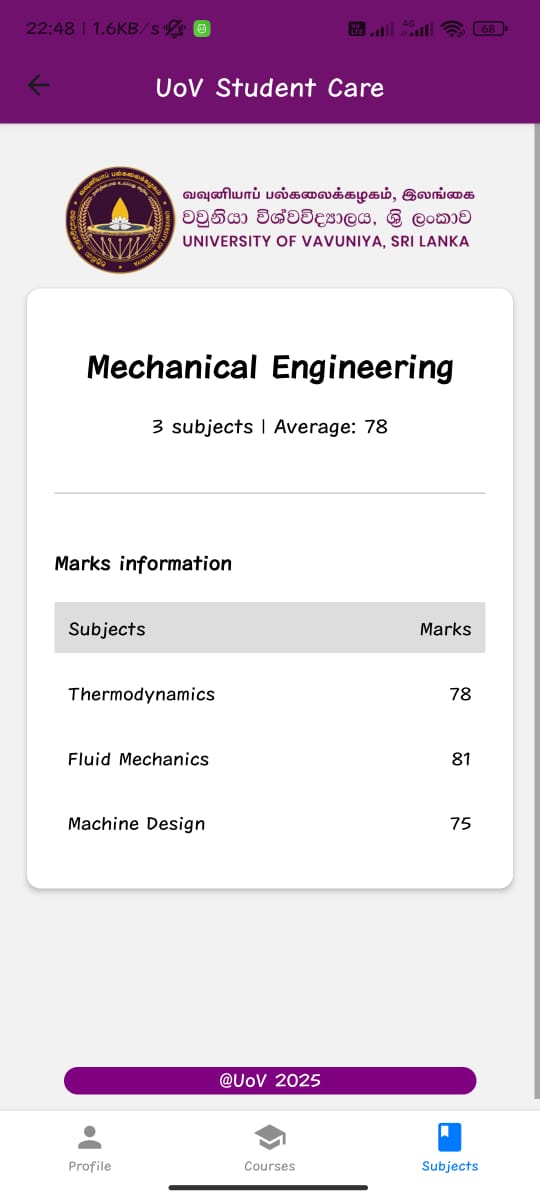 22:48 | 1.6KB/s
4G
68
UoV Student Care
வவுனியாப் பல்கலைக்கழகம், இலங்கை
වවුනියා විශ්වවිද්‍යාලය, ශ්‍රී ලංකාව
UNIVERSITY OF VAVUNIYA, SRI LANKA
Mechanical Engineering
3 subjects | Average: 78
Marks information
Subjects Marks
Thermodynamics 78
Fluid Mechanics 81
Machine Design 75
@UoV 2025
Profile Courses Subjects